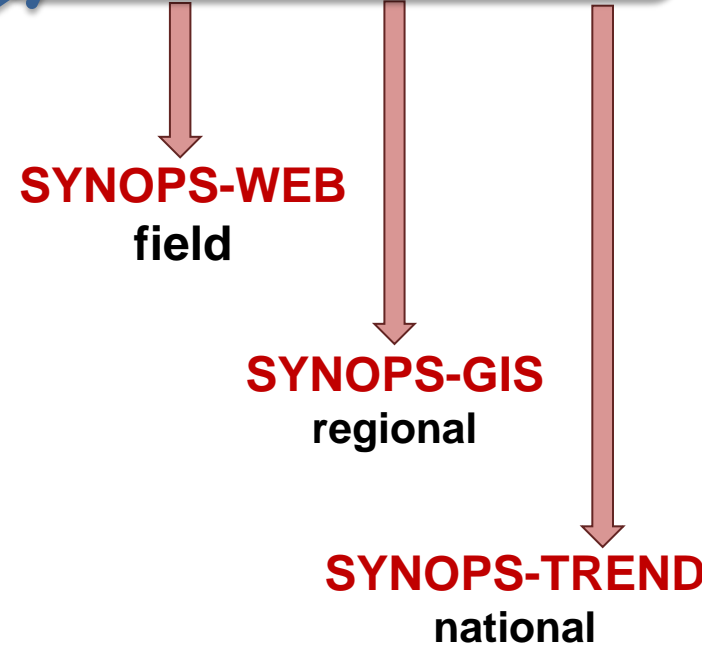 SYNOPS-WEB
field
SYNOPS-GIS
regional
SYNOPS-TREND
national